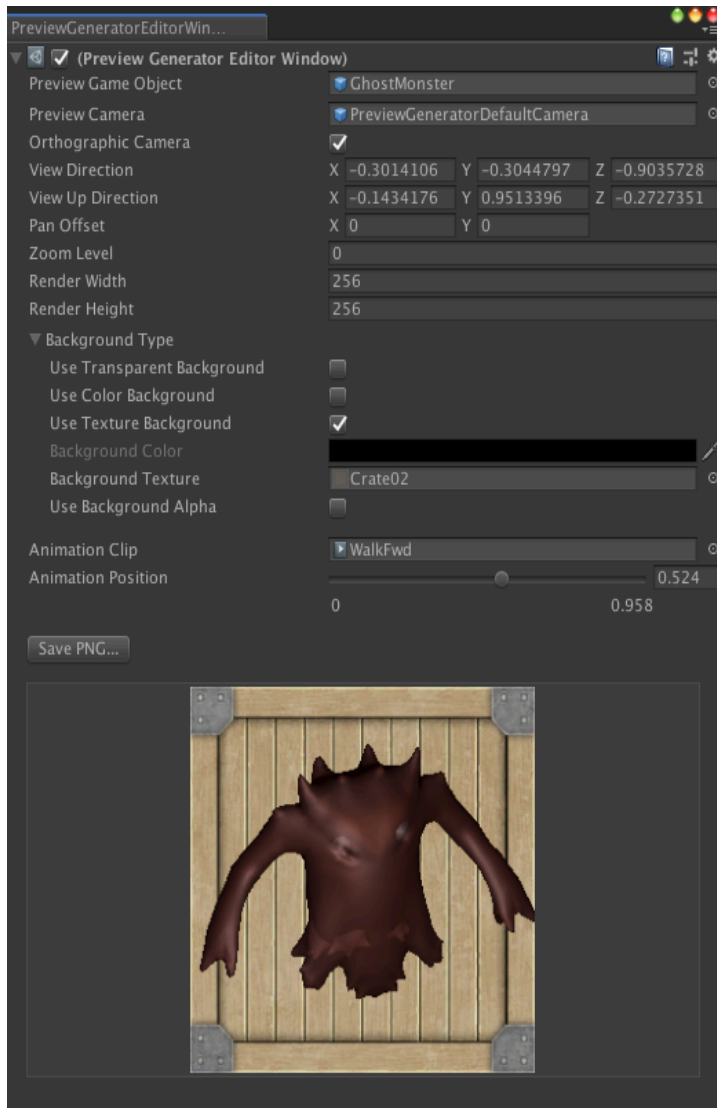 PreviewGeneratorEditorWin...
(Preview Generator Editor Window)
Preview Game Object GhostMonster
Preview Camera PreviewGeneratorDefaultCamera
Orthographic Camera
View Direction X -0.3014106 Y -0.3044797 Z -0.9035728
View Up Direction X -0.1434176 Y 0.9513396 Z -0.2727351
Pan Offset X 0 Y 0
Zoom Level 0
Render Width 256
Render Height 256
Background Type
Use Transparent Background
Use Color Background
Use Texture Background
Background Color
Background Texture Crate02
Use Background Alpha
Animation Clip WalkFwd
Animation Position 0.524
0 0.958
Save PNG...